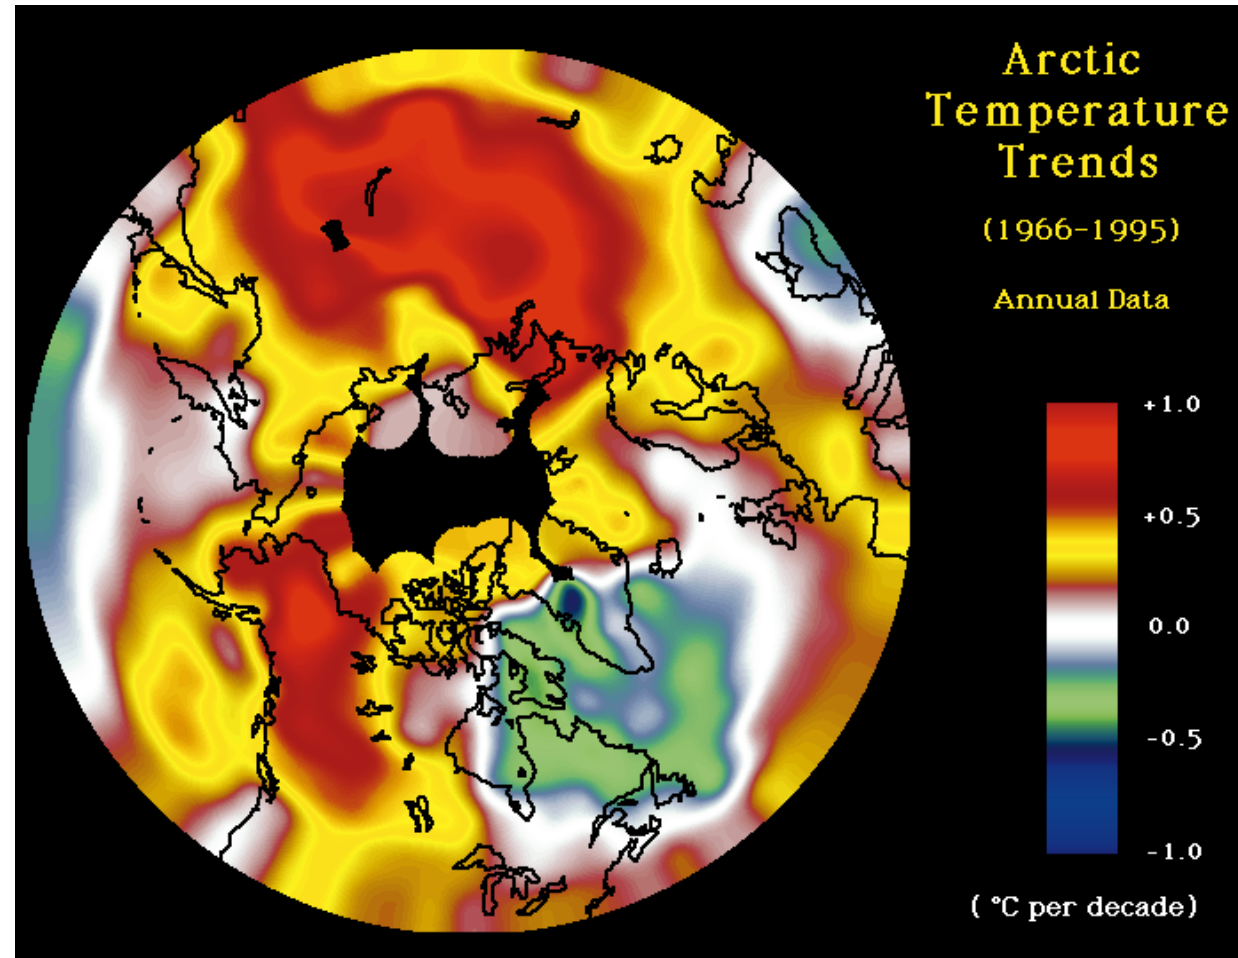 Arctic
Temperature
Trends
(1966-1995)
Annual Data
+1.0
+0.5
0.0
-0.5
-1.0
(°C per decade)